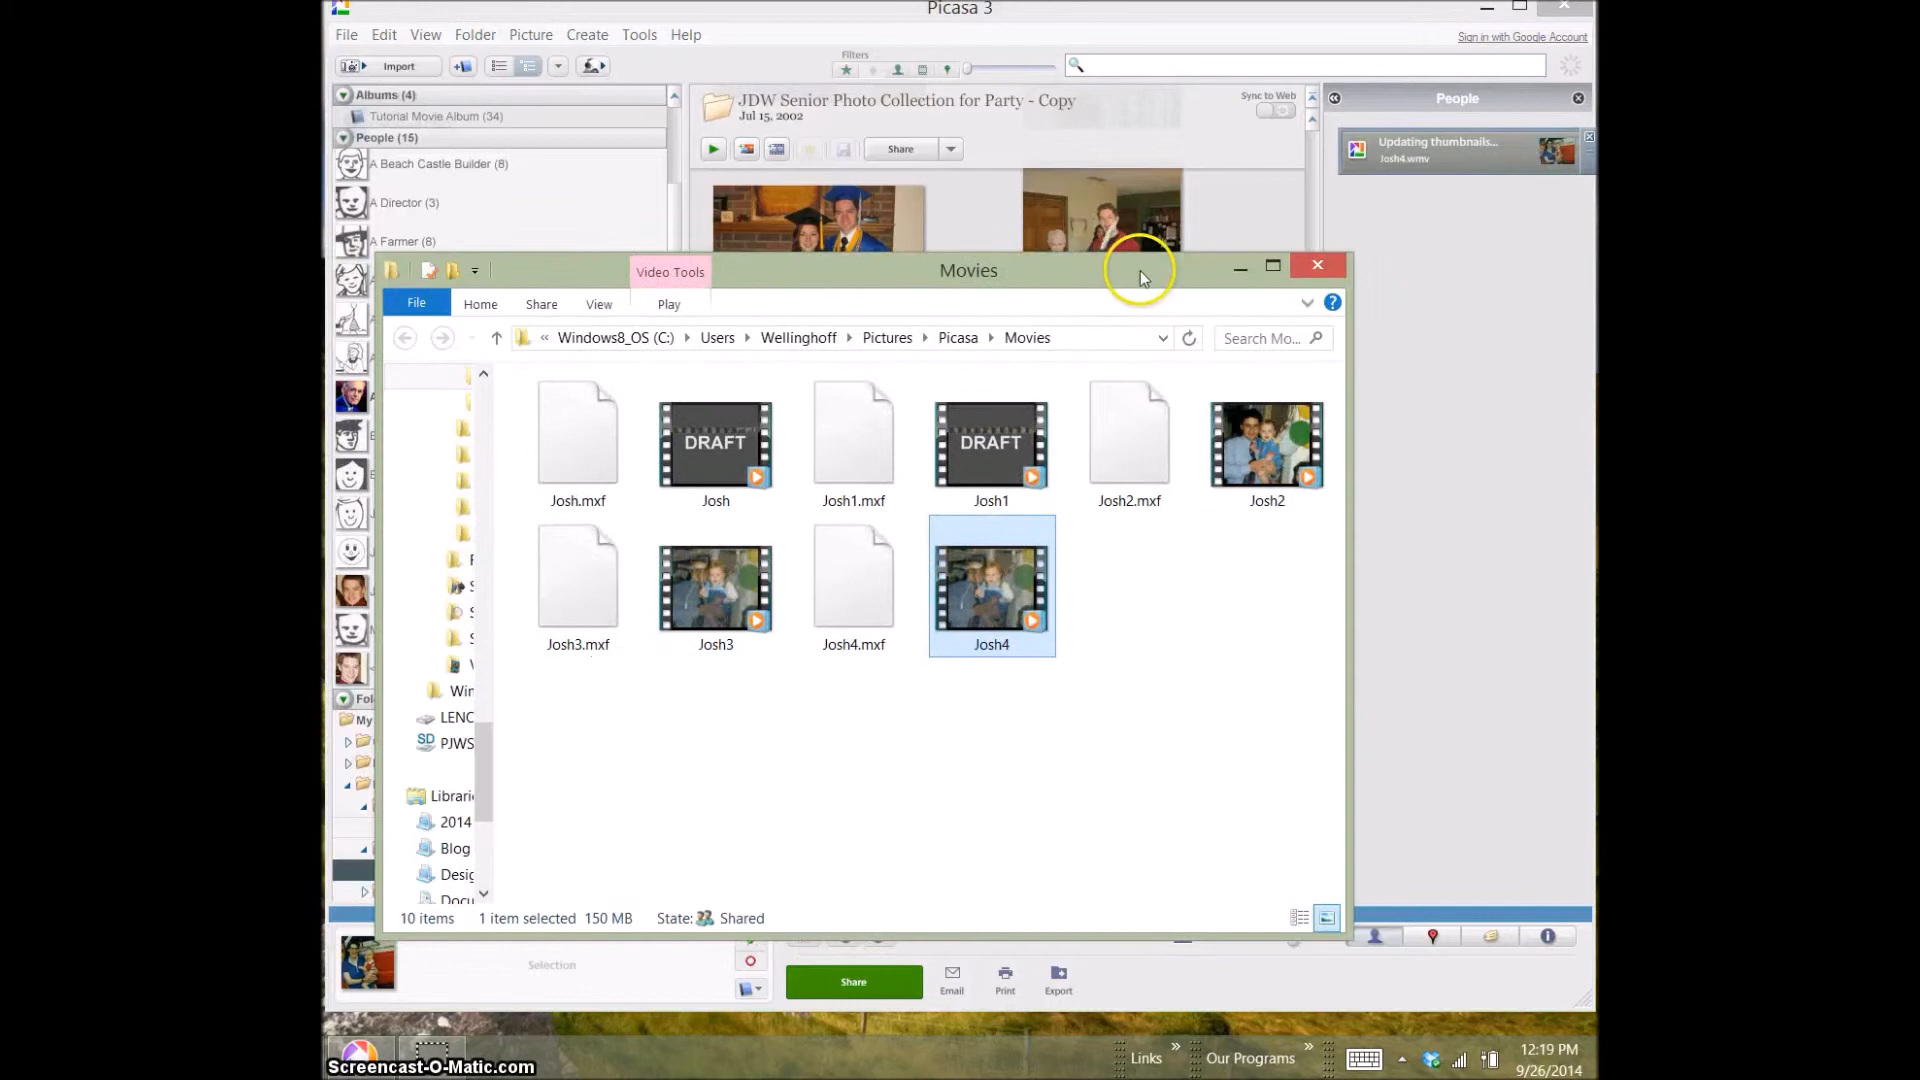 Picasa 3
File Edit View Folder Picture Create Tools Help
Sign in with Google Account
Import
Filters
Albums (4)
Tutorial Movie Album (34)
People (15)
A Beach Castle Builder (8)
A Director (3)
A Farmer (8)
JDW Senior Photo Collection for Party - Copy
Jul 15, 2002
Sync to Web
Share
People
Updating thumbnails...
Josh4.wmv
Video Tools
Movies
File Home Share View Play
« Windows8_OS (C:) Users Wellinghoff Pictures Picasa Movies
Search Mo...
DRAFT
DRAFT
Josh.mxf Josh Josh1.mxf Josh1 Josh2.mxf Josh2
Josh3.mxf Josh3 Josh4.mxf Josh4
Win
LENC
SD PJWS
Librari
2014
Blog
Desig
Docu
Fol
My
10 items 1 item selected 150 MB State: Shared
Selection
Share
Email
Print
Export
Links » Our Programs »
12:19 PM
9/26/2014
Screencast-O-Matic.com